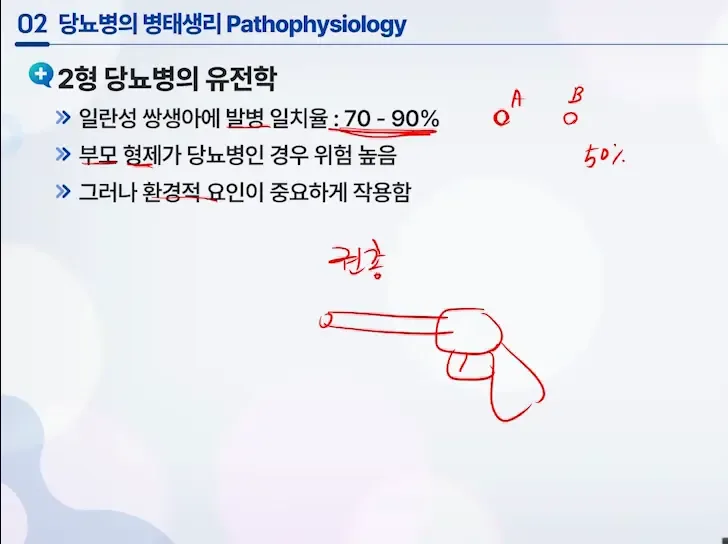 02 당뇨병의 병태생리 Pathophysiology
2형 당뇨병의 유전학
일란성 쌍생아에 발병 일치율 : 70 - 90%
A B
부모 형제가 당뇨병인 경우 위험 높음
50%
그러나 환경적 요인이 중요하게 작용함
권총